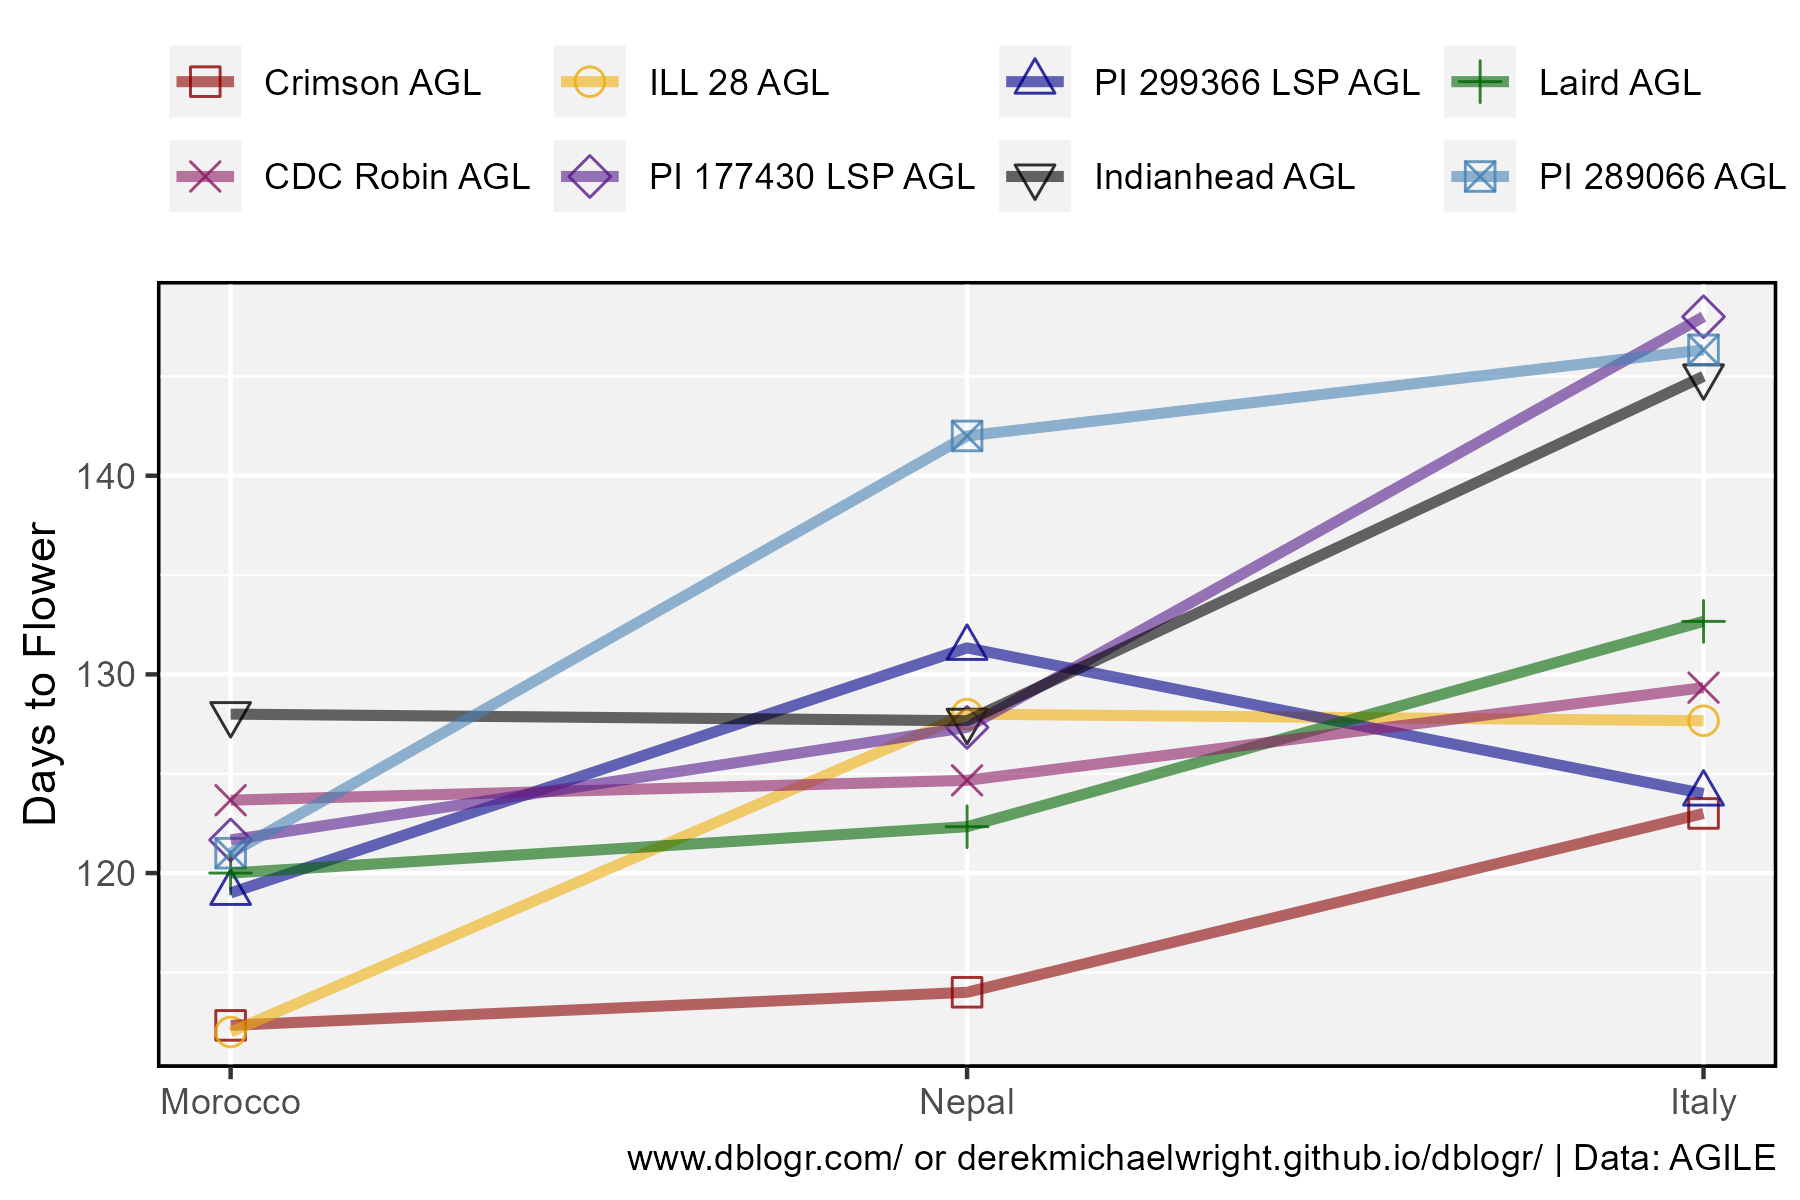 Crimson AGL ILL 28 AGL PI 299366 LSP AGL Laird AGL
CDC Robin AGL PI 177430 LSP AGL Indianhead AGL PI 289066 AGL
Days to Flower
140
130
120
Morocco Nepal Italy
www.dblogr.com/ or derekmichaelwright.github.io/dblogr/ | Data: AGILE